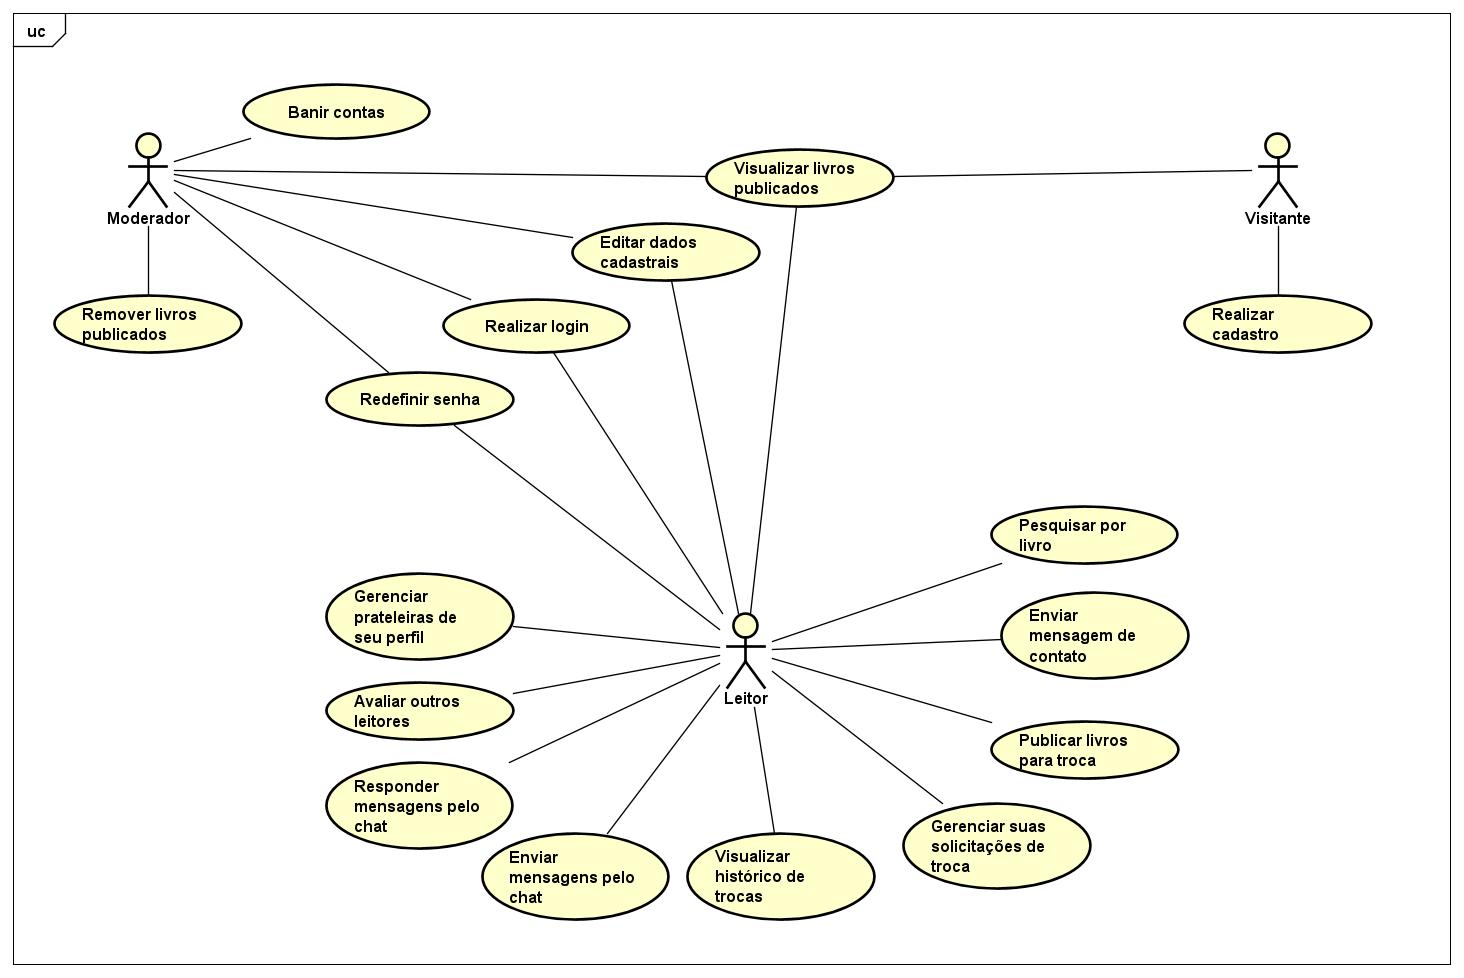 uc
Banir contas
Moderador
Visualizar livros
publicados
Visitante
Editar dados
cadastrais
Remover livros
publicados
Realizar login
Realizar
cadastro
Redefinir senha
Pesquisar por
livro
Gerenciar
prateleiras de
seu perfil
Enviar
mensagem de
contato
Leitor
Avaliar outros
leitores
Publicar livros
para troca
Responder
mensagens pelo
chat
Gerenciar suas
solicitações de
troca
Enviar
mensagens pelo
chat
Visualizar
histórico de
trocas